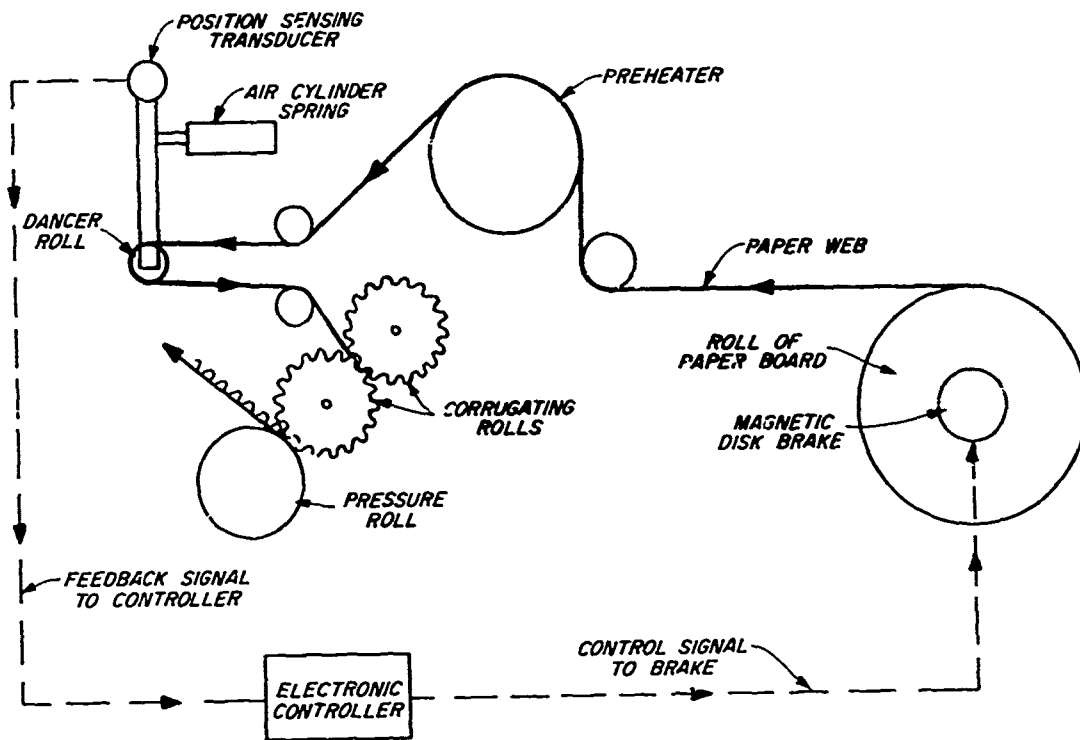 POSITION SENSING
TRANSDUCER
AIR CYLINDER
SPRING
PREHEATER
DANCER
ROLL
PAPER WEB
ROLL OF
PAPER BOARD
CORRUGATING
ROLLS
MAGNETIC
DISK BRAKE
PRESSURE
ROLL
FEEDBACK SIGNAL
TO CONTROLLER
CONTROL SIGNAL
TO BRAKE
ELECTRONIC
CONTROLLER